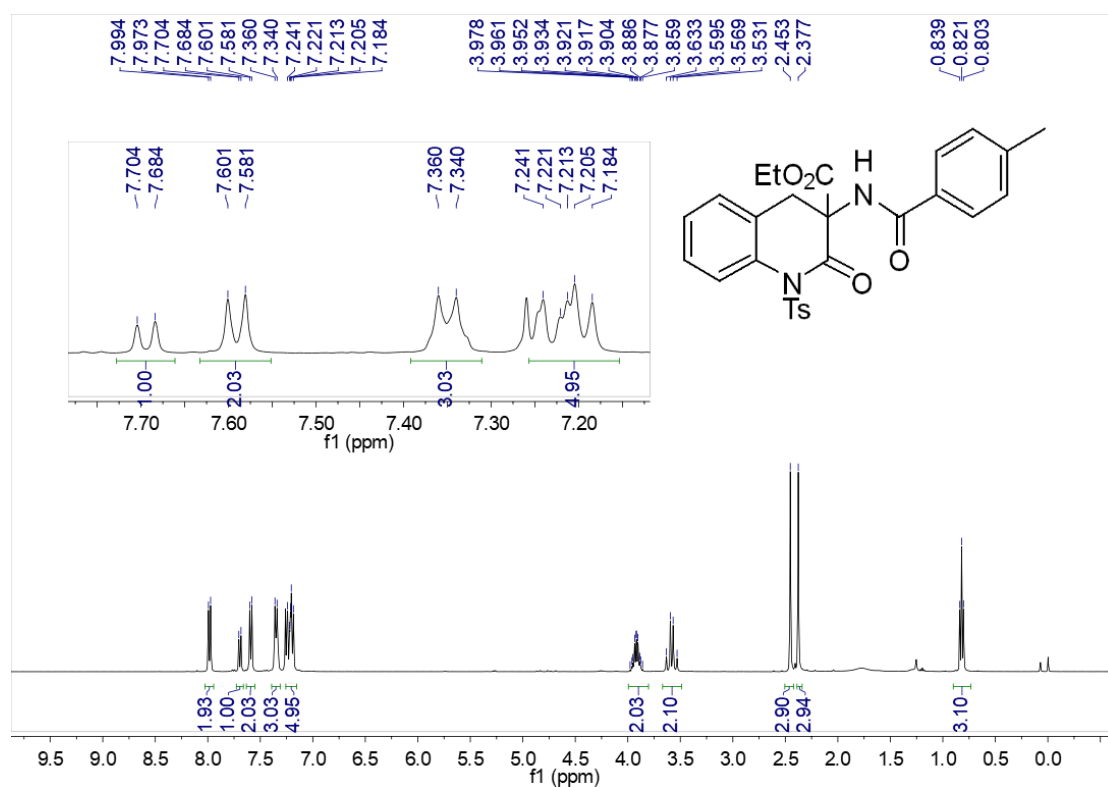 7.994 7.973 7.704 7.684 7.601 7.581 7.360 7.340 7.241 7.221 7.213 7.205 7.184 3.978 3.961 3.952 3.934 3.921 3.917 3.904 3.886 3.877 3.859 3.633 3.595 3.569 3.531 2.453 2.377 0.839 0.821 0.803
7.704 7.684 7.601 7.581 7.360 7.340 7.241 7.221 7.213 7.205 7.184
1.00 2.03 3.03 4.95
7.70 7.60 7.50 7.40 7.30 7.20
f1 (ppm)
EtO2C H
N
O
N O
Ts
1.93 1.00 2.03 3.03 4.95 2.03 2.10 2.90 2.94 3.10
9.5 9.0 8.5 8.0 7.5 7.0 6.5 6.0 5.5 5.0 4.5 4.0 3.5 3.0 2.5 2.0 1.5 1.0 0.5 0.0
f1 (ppm)